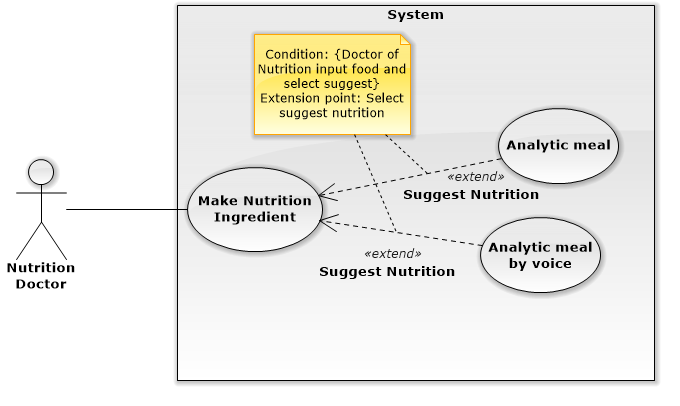 System
Condition: {Doctor of
Nutrition input food and
select suggest}
Extension point: Select
suggest nutrition
Analytic meal
«extend»
Suggest Nutrition
Make Nutrition
Ingredient
Analytic meal
by voice
«extend»
Suggest Nutrition
Nutrition
Doctor